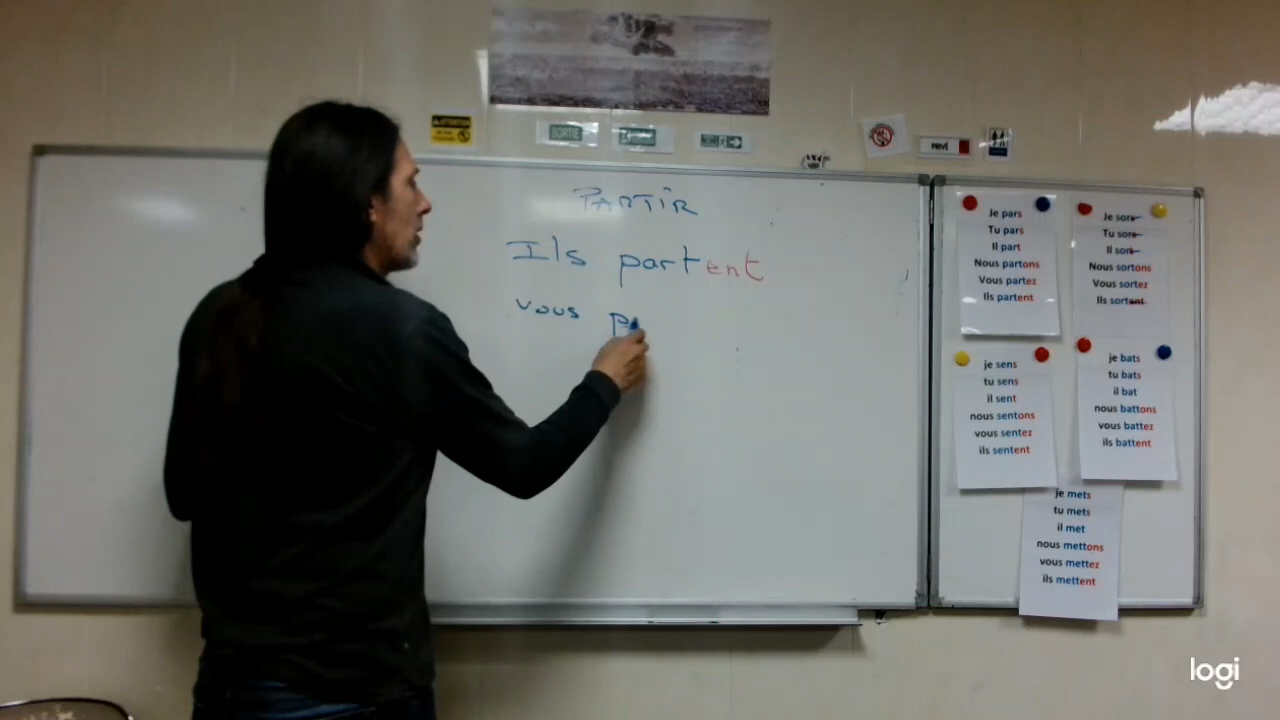 ATTENTION
SORTIE
PRIVÉ
PARTIR
Ils partent
vous pa
Je pars
Tu pars
Il part
Nous partons
Vous partez
Ils partent
Je sors
Tu sors
Il sort
Nous sortons
Vous sortez
Ils sortent
je sens
tu sens
il sent
nous sentons
vous sentez
ils sentent
je bats
tu bats
il bat
nous battons
vous battez
ils battent
je mets
tu mets
il met
nous mettons
vous mettez
ils mettent
logi